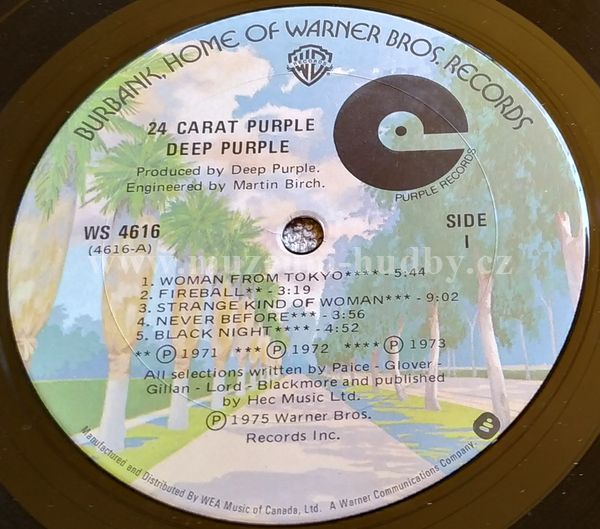 BURBANK, HOME OF WARNER BROS. RECORDS
24 CARAT PURPLE
DEEP PURPLE
Produced by Deep Purple.
Engineered by Martin Birch.
PURPLE RECORDS
WS 4616
(4616-A)
SIDE
1
www.muzeum-hudby.cz
1. WOMAN FROM TOKYO**** - 5:44
2. FIREBALL** - 3:19
3. STRANGE KIND OF WOMAN*** - 9:02
4. NEVER BEFORE*** - 3:56
5. BLACK NIGHT**** - 4:52
** Ⓟ 1971 *** Ⓟ 1972 **** Ⓟ 1973
All selections written by Paice - Glover -
Gillan - Lord - Blackmore and published
by Hec Music Ltd.
Ⓟ 1975 Warner Bros.
Records Inc.
Manufactured and Distributed By WEA Music of Canada, Ltd. A Warner Communications Company.